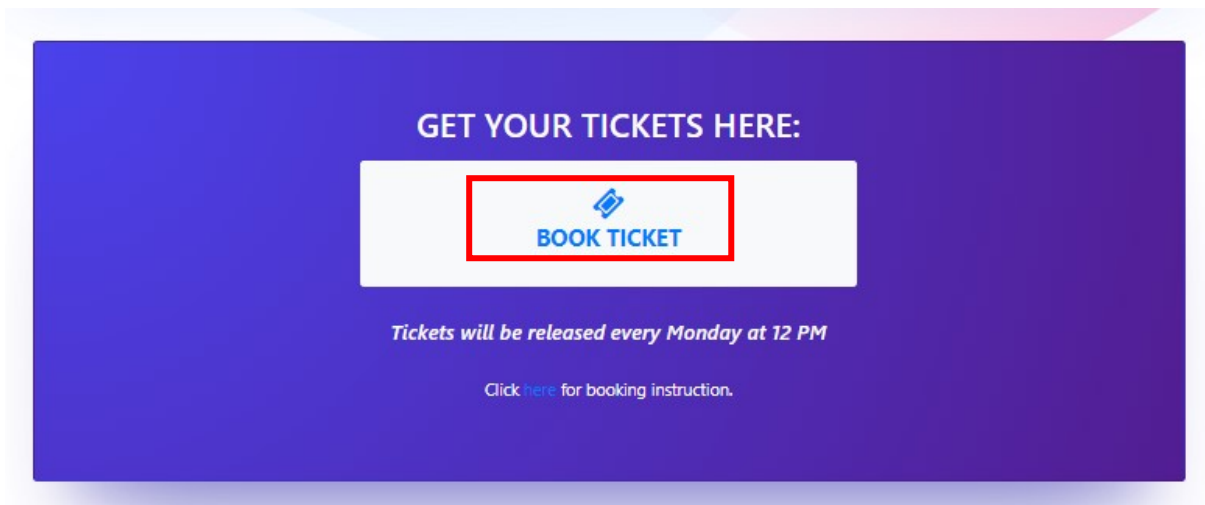 GET YOUR TICKETS HERE:
BOOK TICKET
Tickets will be released every Monday at 12 PM
Click here for booking instruction.